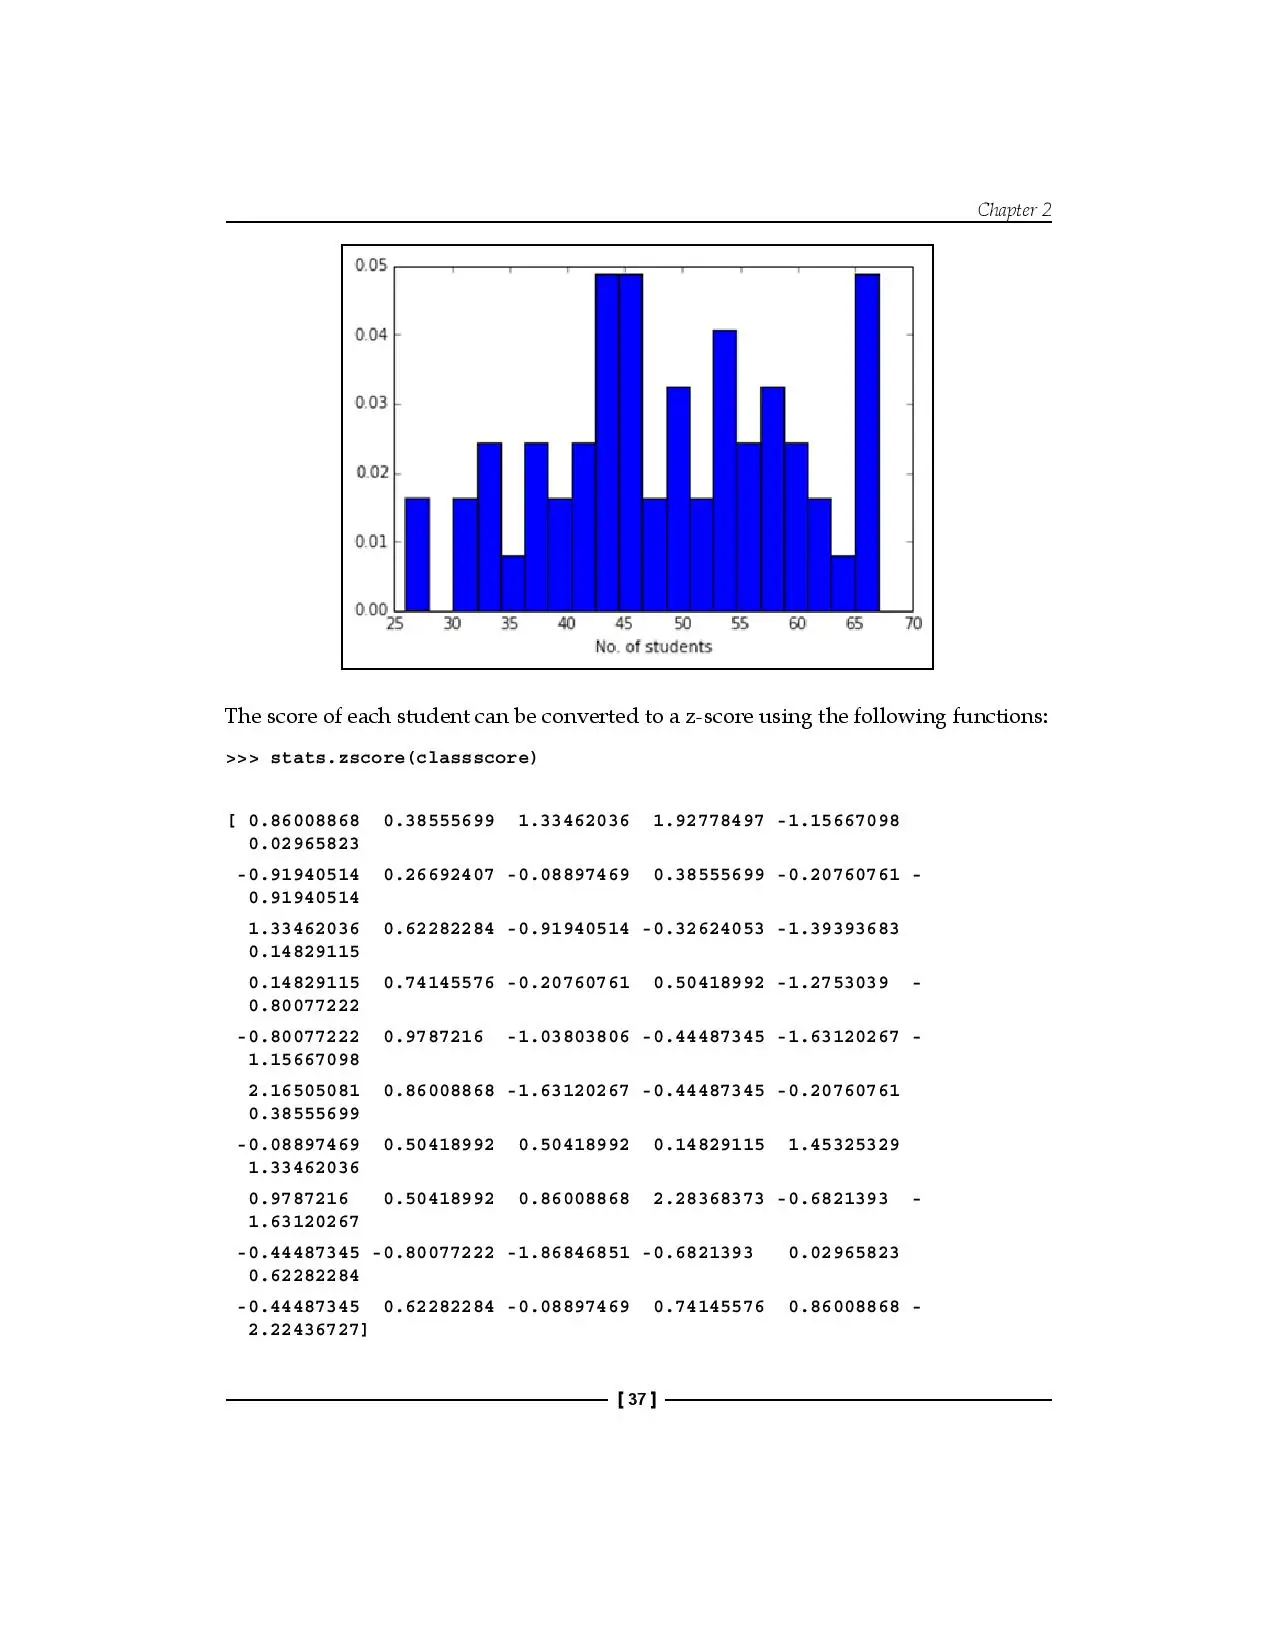 Chapter 2
0.05
0.04
0.03
0.02
0.01
0.00
25 30 35 40 45 50 55 60 65 70
No. of students
The score of each student can be converted to a z-score using the following functions:
>>> stats.zscore(classscore)
[ 0.86008868 0.38555699 1.33462036 1.92778497 -1.15667098
0.02965823
-0.91940514 0.26692407 -0.08897469 0.38555699 -0.20760761 -
0.91940514
1.33462036 0.62282284 -0.91940514 -0.32624053 -1.39393683
0.14829115
0.14829115 0.74145576 -0.20760761 0.50418992 -1.2753039 -
0.80077222
-0.80077222 0.9787216 -1.03803806 -0.44487345 -1.63120267 -
1.15667098
2.16505081 0.86008868 -1.63120267 -0.44487345 -0.20760761
0.38555699
-0.08897469 0.50418992 0.50418992 0.14829115 1.45325329
1.33462036
0.9787216 0.50418992 0.86008868 2.28368373 -0.6821393 -
1.63120267
-0.44487345 -0.80077222 -1.86846851 -0.6821393 0.02965823
0.62282284
-0.44487345 0.62282284 -0.08897469 0.74145576 0.86008868 -
2.22436727]
[ 37 ]